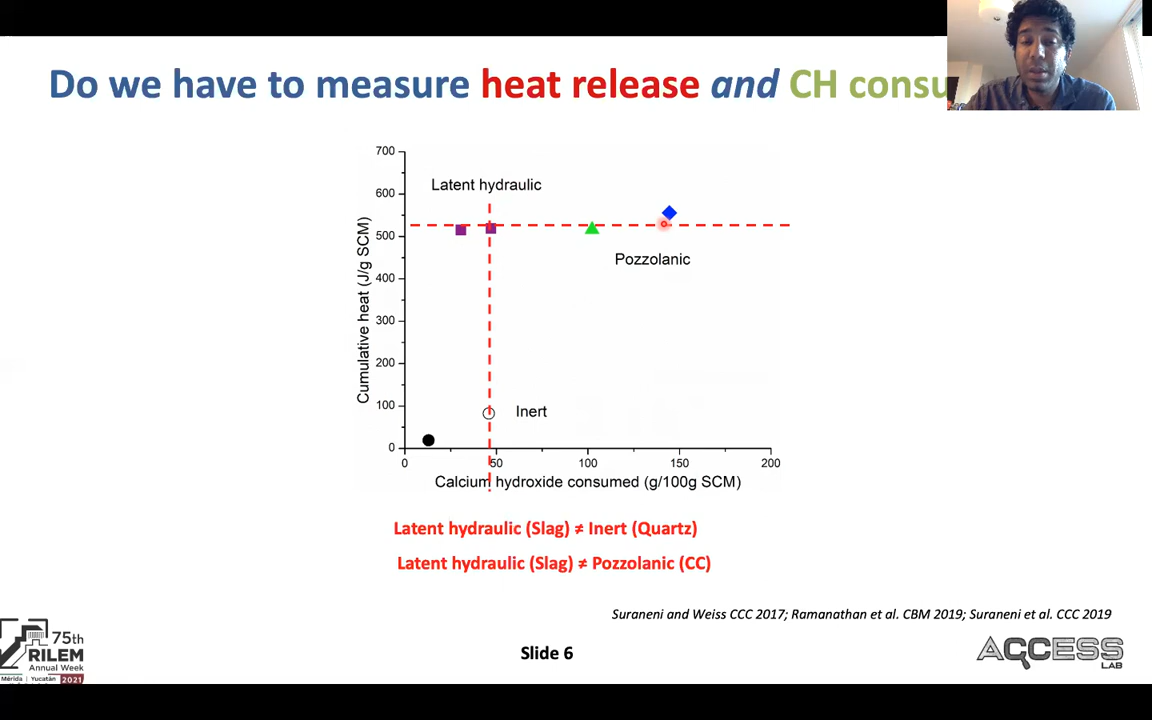 Do we have to measure heat release and CH consu
700
Latent hydraulic
600
500
Pozzolanic
400
300
200
100
Inert
0
0
50
100
150
200
Cumulative heat (J/g SCM)
Calcium hydroxide consumed (g/100g SCM)
Latent hydraulic (Slag) ≠ Inert (Quartz)
Latent hydraulic (Slag) ≠ Pozzolanic (CC)
Suraneni and Weiss CCC 2017; Ramanathan et al. CBM 2019; Suraneni et al. CCC 2019
75th
RILEM
Annual Week
Mérida | Yucatán 2021
Slide 6
ACCESS
LAB